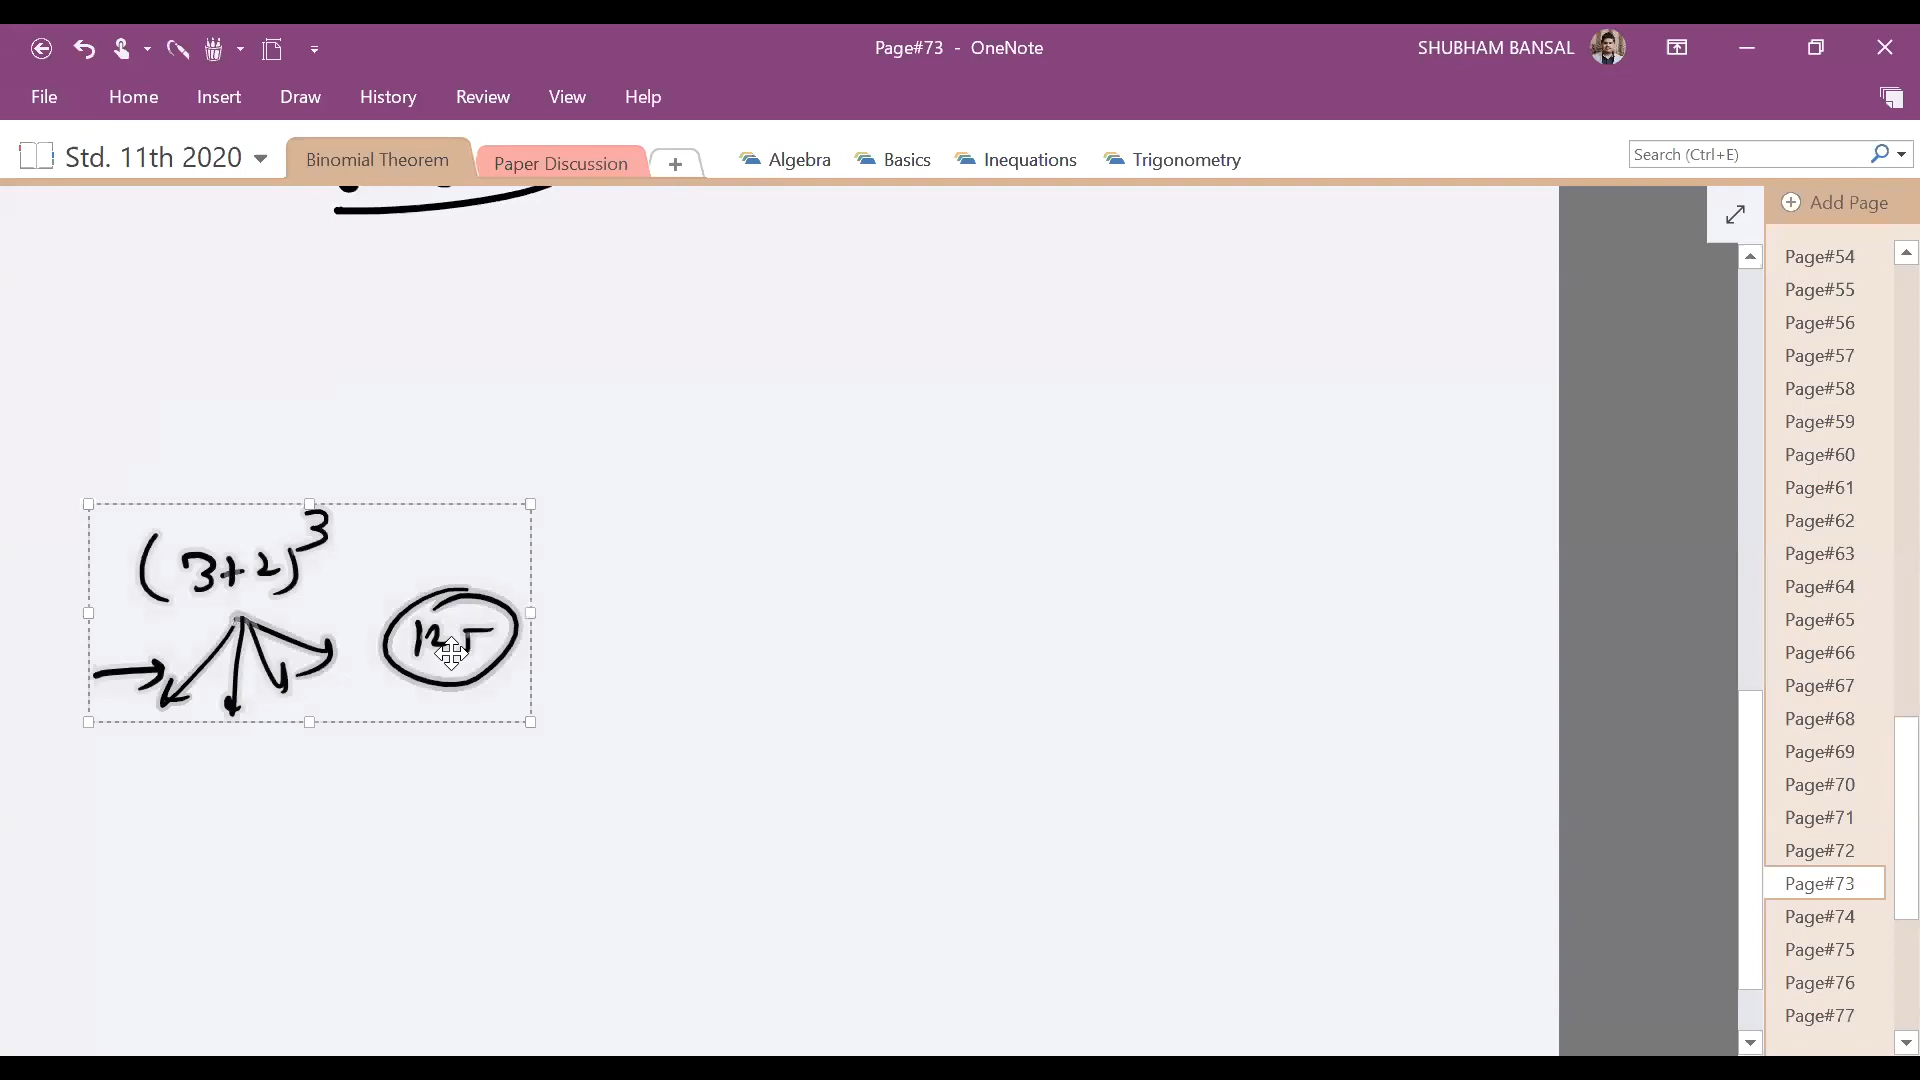 Page#73 - OneNote
SHUBHAM BANSAL
File Home Insert Draw History Review View Help
Std. 11th 2020
Binomial Theorem
Paper Discussion
Algebra
Basics
Inequations
Trigonometry
Search (Ctrl+E)
Add Page
Page#54
Page#55
Page#56
Page#57
Page#58
Page#59
Page#60
Page#61
Page#62
Page#63
Page#64
Page#65
Page#66
Page#67
Page#68
Page#69
Page#70
Page#71
Page#72
Page#73
Page#74
Page#75
Page#76
Page#77
(3+2)³
125